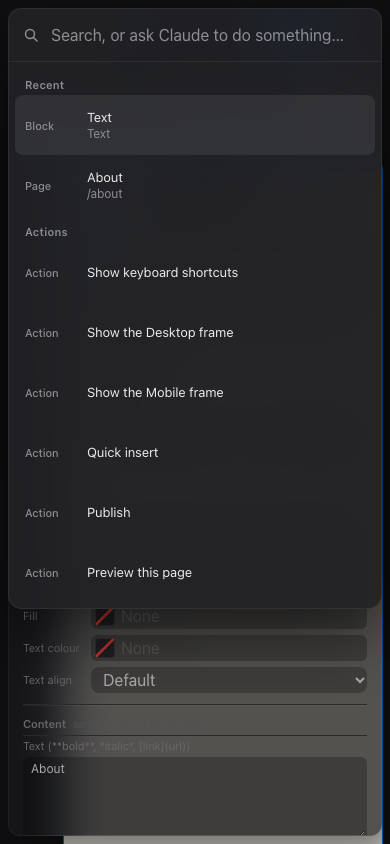 Search, or ask Claude to do something...
Recent
Block
Text
Text
Page
About
/about
Actions
Action Show keyboard shortcuts
Action Show the Desktop frame
Action Show the Mobile frame
Action Quick insert
Action Publish
Action Preview this page
Fill None
Text colour None
Text align Default
Content
Text (**bold**, *italic*, [link](url))
About